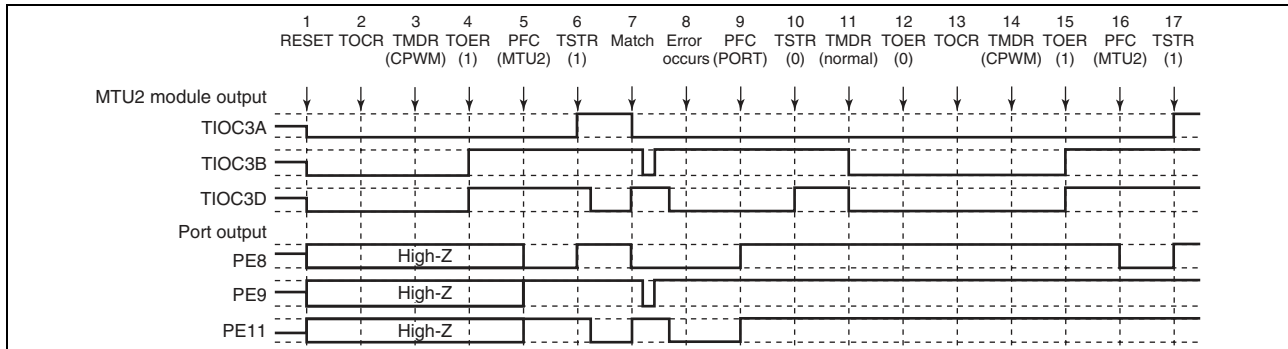 1 2 3 4 5 6 7 8 9 10 11 12 13 14 15 16 17
RESET TOCR TMDR TOER PFC TSTR Match Error PFC TSTR TMDR TOER TOCR TMDR TOER PFC TSTR
(CPWM) (1) (MTU2) (1) occurs (PORT) (0) (normal) (0) (CPWM) (1) (MTU2) (1)
MTU2 module output
TIOC3A
TIOC3B
TIOC3D
Port output
PE8 High-Z
PE9 High-Z
PE11 High-Z